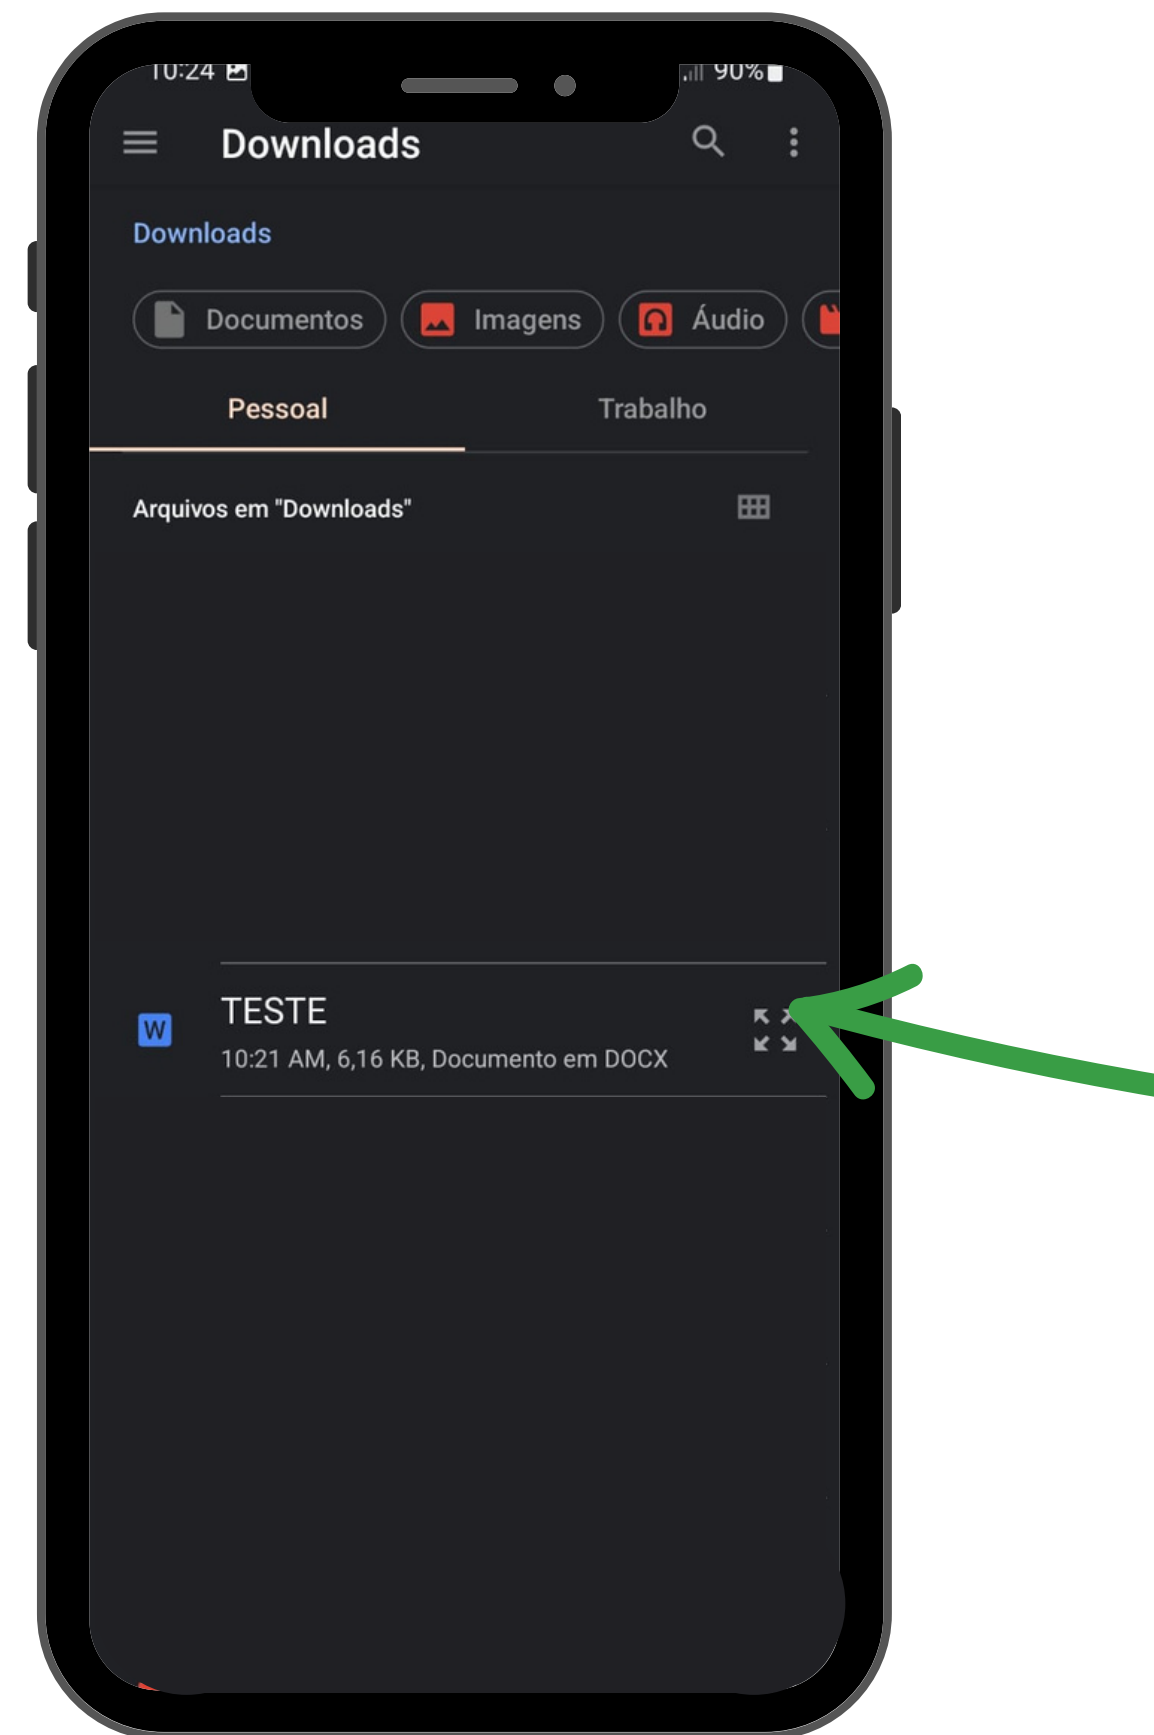 10:24 90%
Downloads
Downloads
Documentos Imagens Áudio
Pessoal Trabalho
Arquivos em "Downloads"
W TESTE
10:21 AM, 6,16 KB, Documento em DOCX